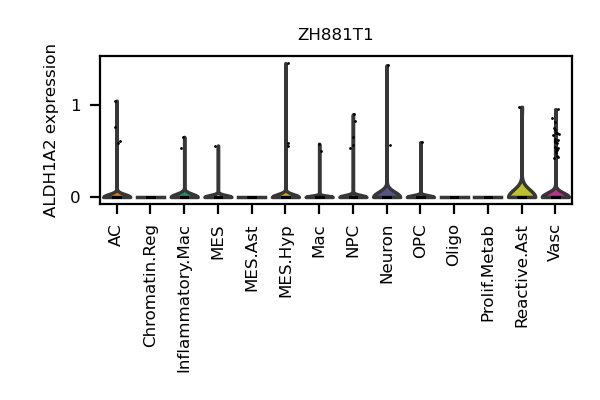 ZH881T1
ALDH1A2 expression
1
0
AC
Chromatin.Reg
Inflammatory.Mac
MES
MES.Ast
MES.Hyp
Mac
NPC
Neuron
OPC
Oligo
Prolif.Metab
Reactive.Ast
Vasc